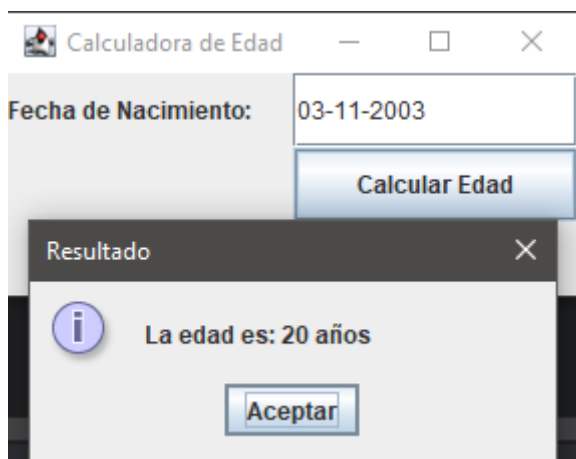 Calculadora de Edad
Fecha de Nacimiento: 03-11-2003
Calcular Edad
Resultado
La edad es: 20 años
Aceptar